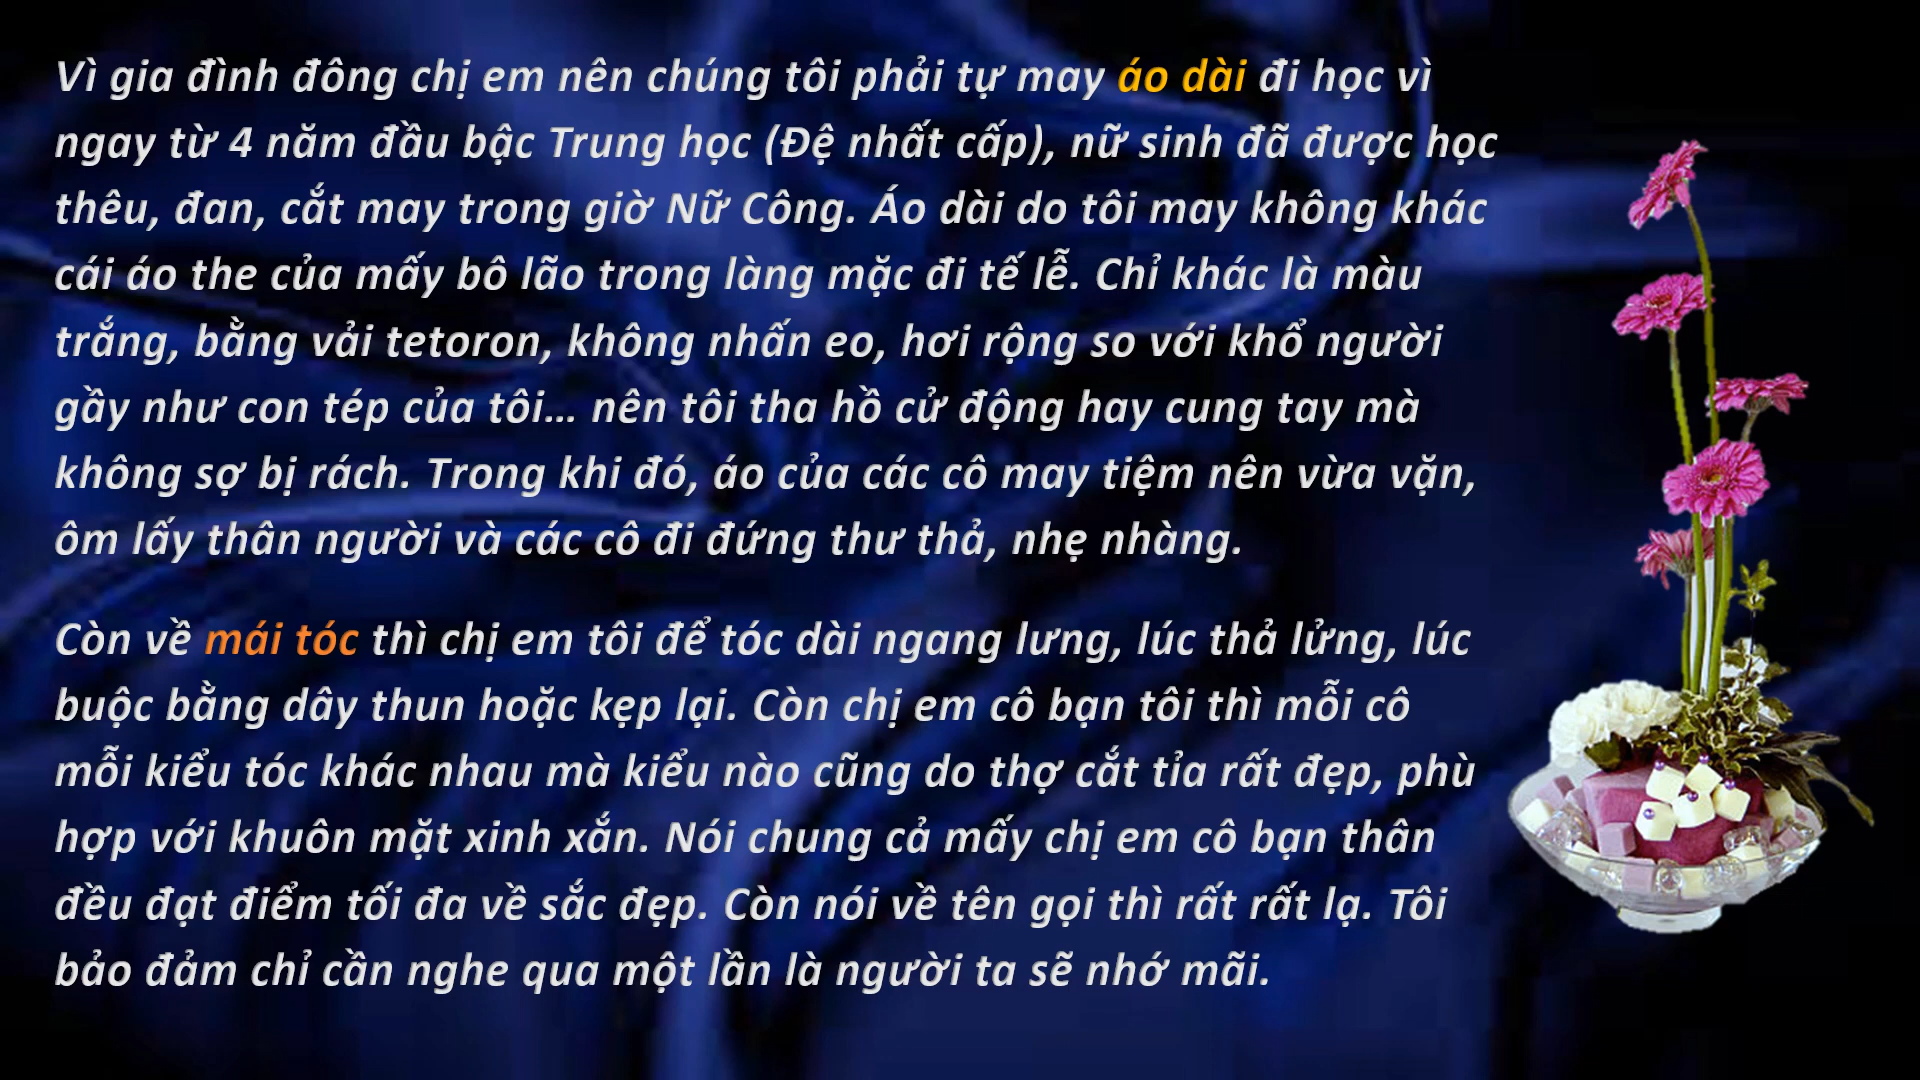 Vì gia đình đông chị em nên chúng tôi phải tự may áo dài đi học vì
ngay từ 4 năm đầu bậc Trung học (Đệ nhất cấp), nữ sinh đã được học
thêu, đan, cắt may trong giờ Nữ Công. Áo dài do tôi may không khác
cái áo the của mấy bô lão trong làng mặc đi tế lễ. Chỉ khác là màu
trắng, bằng vải tetoron, không nhấn eo, hơi rộng so với khổ người
gầy như con tép của tôi... nên tôi tha hồ cử động hay cung tay mà
không sợ bị rách. Trong khi đó, áo của các cô may tiệm nên vừa vặn,
ôm lấy thân người và các cô đi đứng thư thả, nhẹ nhàng.
Còn về mái tóc thì chị em tôi để tóc dài ngang lưng, lúc thả lửng, lúc
buộc bằng dây thun hoặc kẹp lại. Còn chị em cô bạn tôi thì mỗi cô
mỗi kiểu tóc khác nhau mà kiểu nào cũng do thợ cắt tỉa rất đẹp, phù
hợp với khuôn mặt xinh xắn. Nói chung cả mấy chị em cô bạn thân
đều đạt điểm tối đa về sắc đẹp. Còn nói về tên gọi thì rất rất lạ. Tôi
bảo đảm chỉ cần nghe qua một lần là người ta sẽ nhớ mãi.